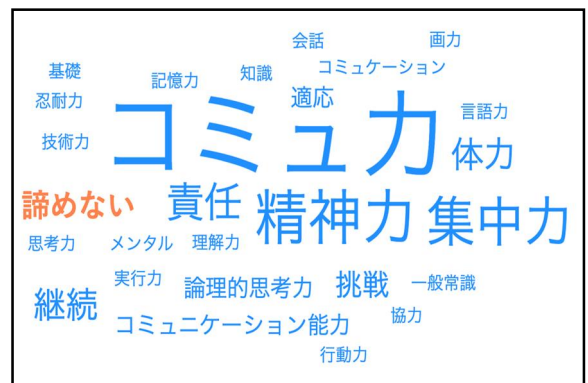 会話
画力
基礎
記憶力
知識
コミュケーション
忍耐力
適応
言語力
技術力
コミュ力
体力
諦めない
責任
精神力
集中力
思考力
メンタル
理解力
実行力
論理的思考力
挑戦
一般常識
継続
コミュニケーション能力
協力
行動力